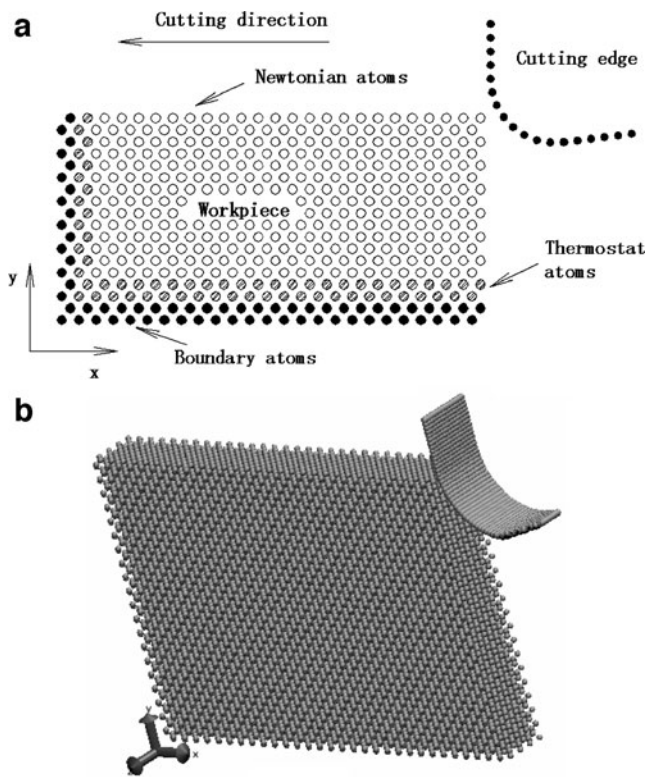 a
Cutting direction
Cutting edge
Newtonian atoms
Workpiece
Thermostat
atoms
y
x
Boundary atoms
b